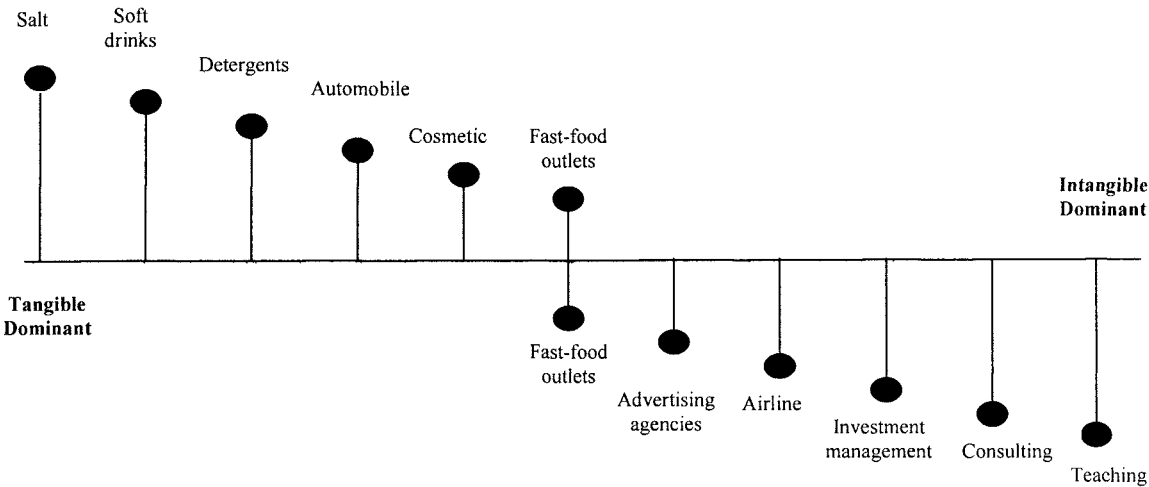 Salt
Soft
drinks
Detergents
Automobile
Cosmetic
Fast-food
outlets
Intangible
Dominant
Tangible
Dominant
Fast-food
outlets
Advertising
agencies
Airline
Investment
management
Consulting
Teaching